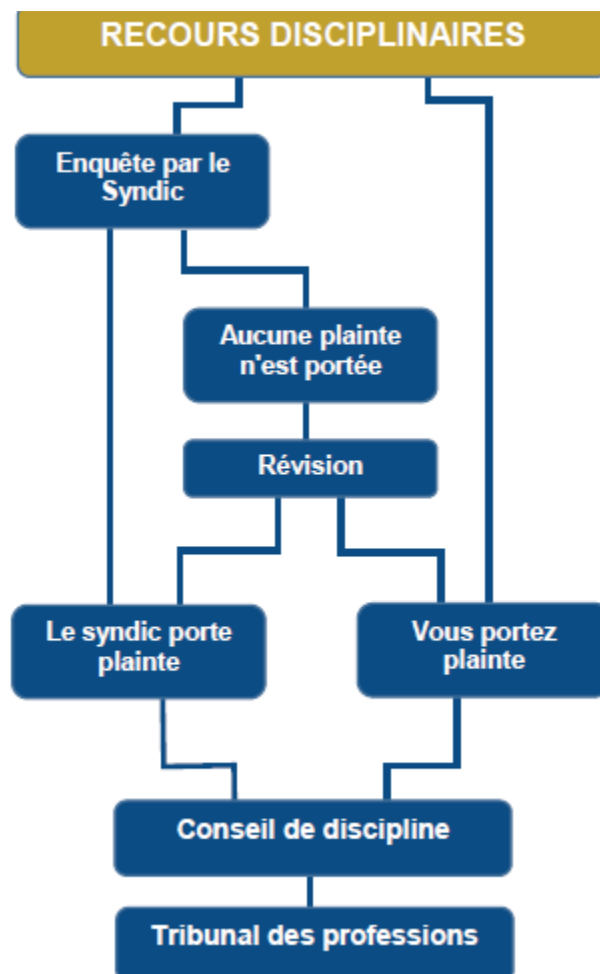 RECOURS DISCIPLINAIRES
Enquête par le
Syndic
Aucune plainte
n'est portée
Révision
Le syndic porte
plainte
Vous portez
plainte
Conseil de discipline
Tribunal des professions